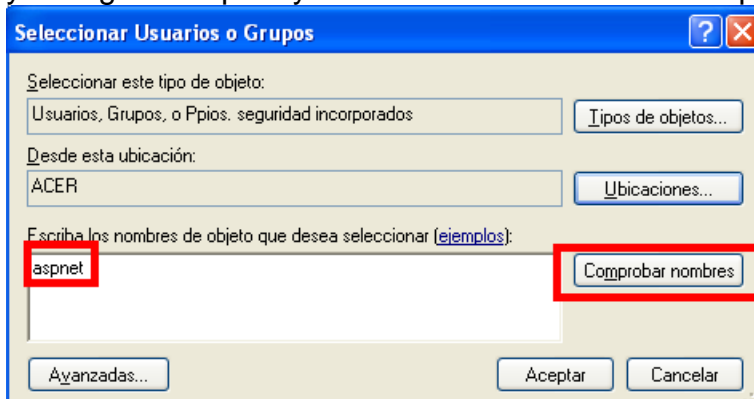 Seleccionar Usuarios o Grupos
Seleccionar este tipo de objeto:
Usuarios, Grupos, o Ppios. seguridad incorporados
Tipos de objetos...
Desde esta ubicación:
ACER
Ubicaciones...
Escriba los nombres de objeto que desea seleccionar (ejemplos):
aspnet
Comprobar nombres
Avanzadas...
Aceptar
Cancelar